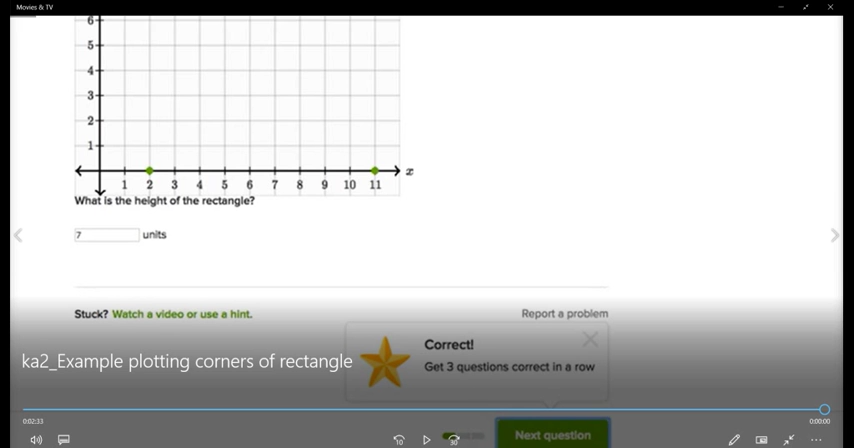 Movies & TV
6
5
4
3
2
1
x
1 2 3 4 5 6 7 8 9 10 11
What is the height of the rectangle?
7 units
Stuck? Watch a video or use a hint.
Report a problem
Correct!
Get 3 questions correct in a row
ka2_Example plotting corners of rectangle
0:02:33
0:00:00
10
30
Next question